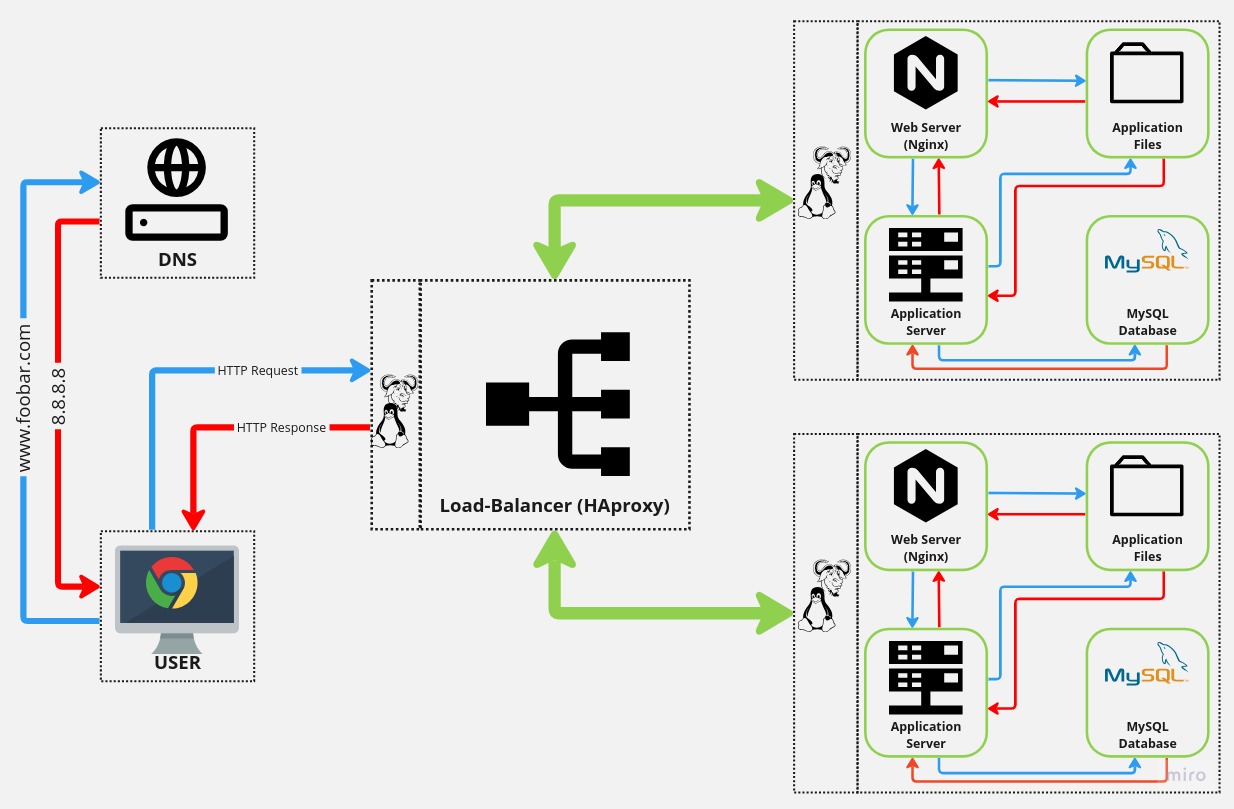 DNS
www.foobar.com
8.8.8.8
USER
HTTP Request
HTTP Response
Load-Balancer (HAproxy)
Web Server
(Nginx)
Application
Files
Application
Server
MySQL
MySQL
Database
Web Server
(Nginx)
Application
Files
Application
Server
MySQL
MySQL
Database
miro